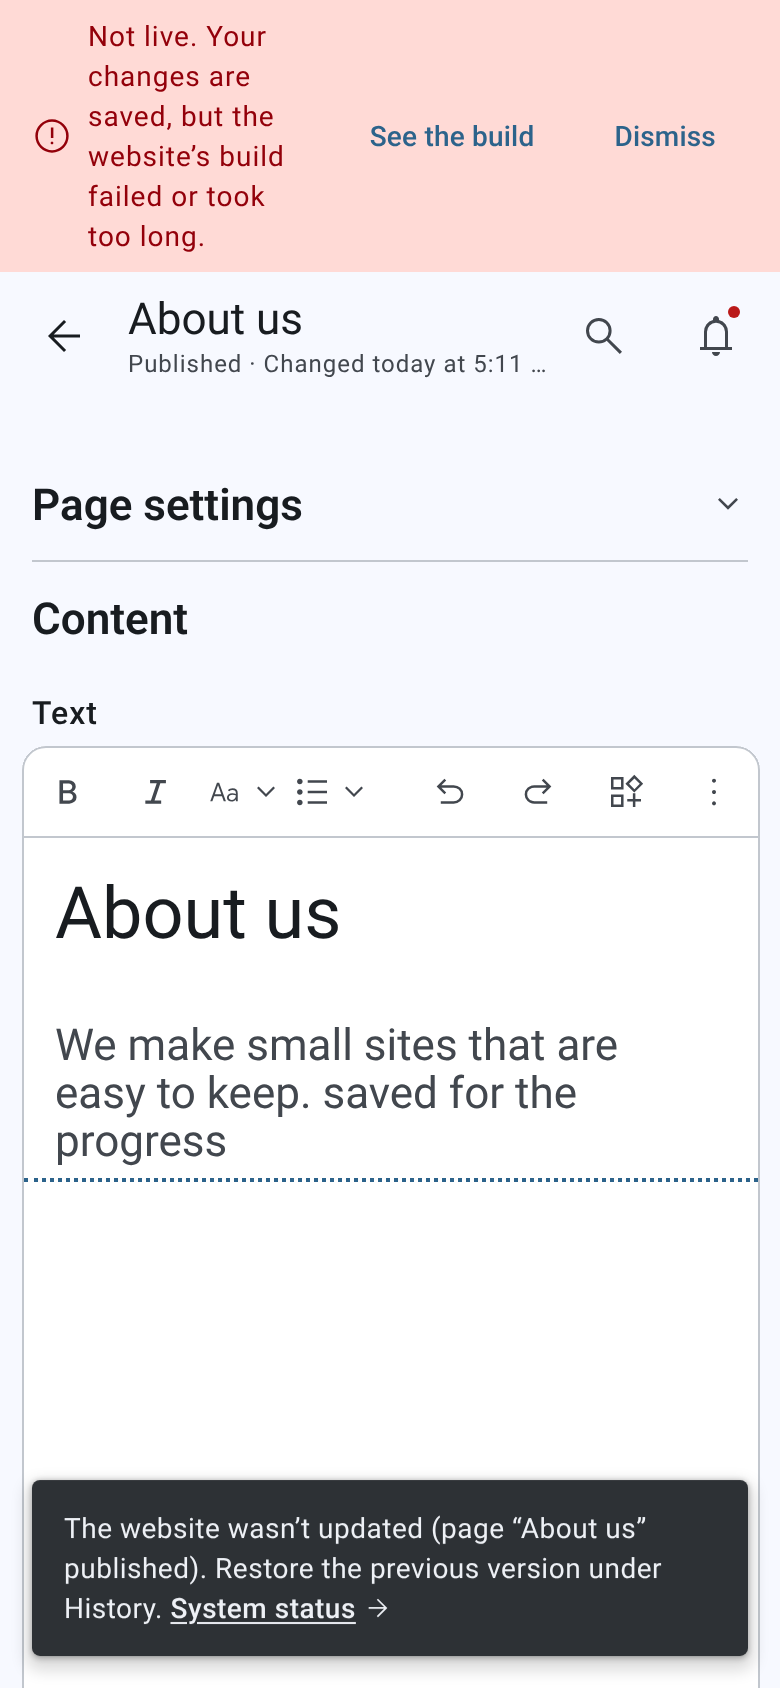 Not live. Your
changes are
saved, but the
website’s build
failed or took
too long.
See the build
Dismiss
About us
Published · Changed today at 5:11 …
Page settings
Content
Text
B I Aa
About us
We make small sites that are
easy to keep. saved for the
progress
The website wasn’t updated (page “About us”
published). Restore the previous version under
History. System status →